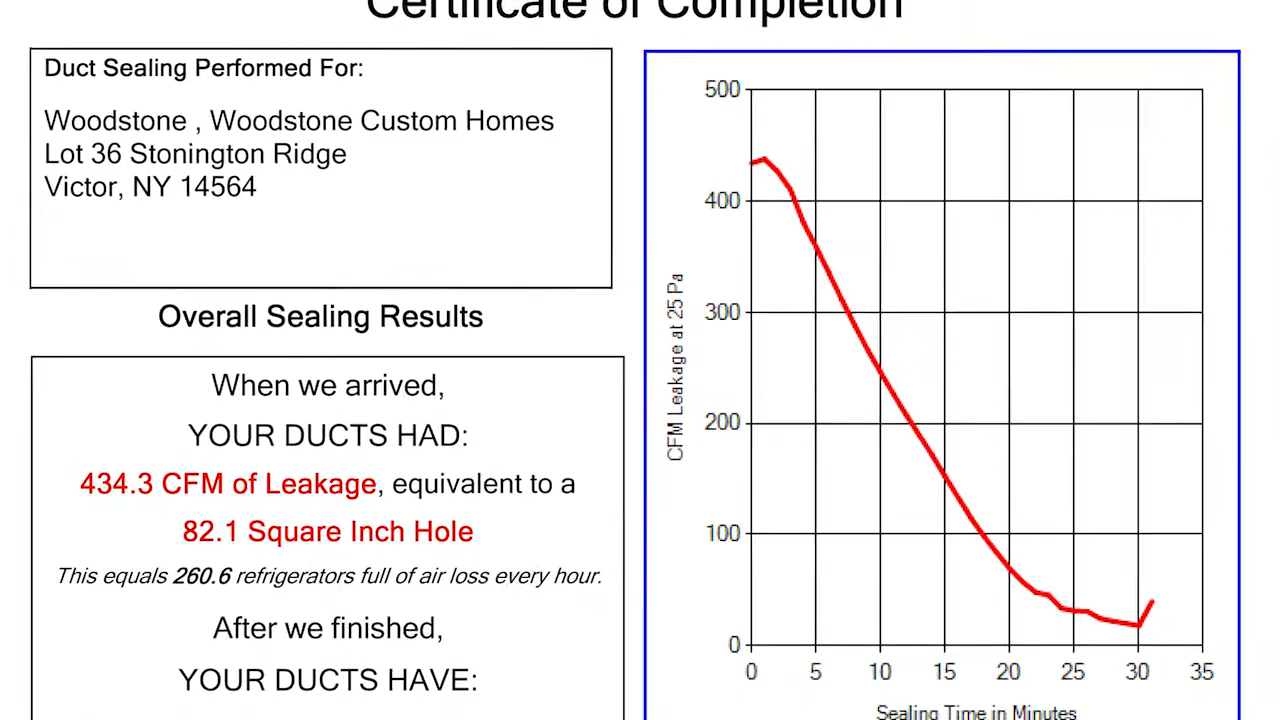 Certificate of Completion
Duct Sealing Performed For:
Woodstone , Woodstone Custom Homes
Lot 36 Stonington Ridge
Victor, NY 14564
Overall Sealing Results
When we arrived,
YOUR DUCTS HAD:
434.3 CFM of Leakage, equivalent to a
82.1 Square Inch Hole
This equals 260.6 refrigerators full of air loss every hour.
After we finished,
YOUR DUCTS HAVE:
CFM Leakage at 25 Pa
500
400
300
200
100
0
0 5 10 15 20 25 30 35
Sealing Time in Minutes